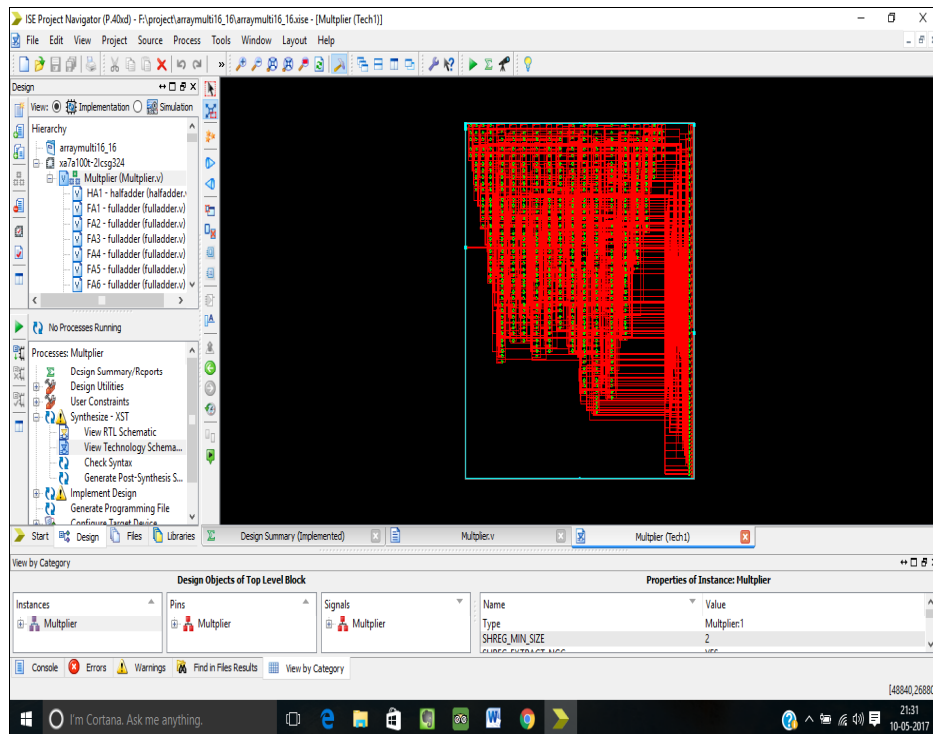 ISE Project Navigator (P.40xd) - F:\project\arraymulti16_16\arraymulti16_16.xise - [Multplier (Tech1)]
File Edit View Project Source Process Tools Window Layout Help
Design
View: Implementation Simulation
Hierarchy
arraymulti16_16
xa7a100t-2lcsg324
Multplier (Multplier.v)
HA1 - halfadder (halfadder.
FA1 - fulladder (fulladder.v)
FA2 - fulladder (fulladder.v)
FA3 - fulladder (fulladder.v)
FA4 - fulladder (fulladder.v)
FA5 - fulladder (fulladder.v)
FA6 - fulladder (fulladder.v)
No Processes Running
Processes: Multplier
Design Summary/Reports
Design Utilities
User Constraints
Synthesize - XST
View RTL Schematic
View Technology Schema...
Check Syntax
Generate Post-Synthesis S...
Implement Design
Generate Programming File
Configure Target Device
Start Design Files Libraries
Design Summary (Implemented) Multplier.v Multplier (Tech1)
View by Category
Design Objects of Top Level Block Properties of Instance: Multplier
Instances Pins Signals Name Value
Multplier Multplier Multplier Type Multplier:1
SHREG_MIN_SIZE 2
YES
Console Errors Warnings Find in Files Results View by Category
[48840,26880
I'm Cortana. Ask me anything.
21:31
10-05-2017